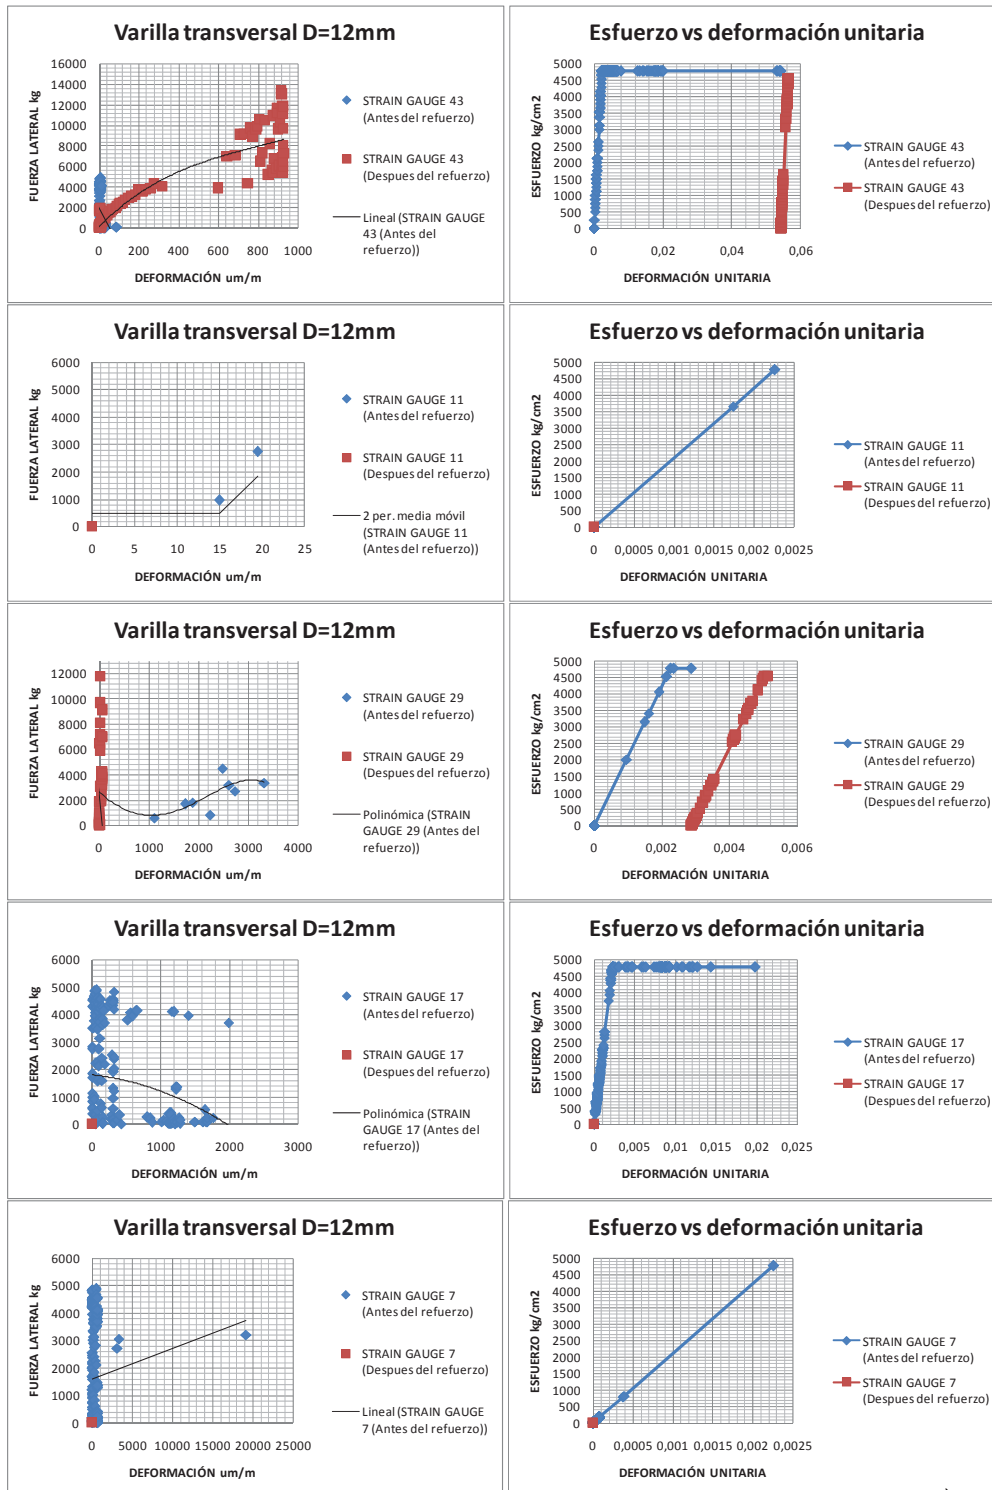 Varilla transversal D=12mm
FUERZA LATERAL kg
16000
14000
12000
10000
8000
6000
4000
2000
0
0 200 400 600 800 1000
DEFORMACIÓN um/m
STRAIN GAUGE 43
(Antes del refuerzo)
STRAIN GAUGE 43
(Despues del refuerzo)
Lineal (STRAIN GAUGE
43 (Antes del
refuerzo))
Esfuerzo vs deformación unitaria
ESFUERZO kg/cm2
5000
4500
4000
3500
3000
2500
2000
1500
1000
500
0
0 0,02 0,04 0,06
DEFORMACIÓN UNITARIA
STRAIN GAUGE 43
(Antes del refuerzo)
STRAIN GAUGE 43
(Despues del refuerzo)
Varilla transversal D=12mm
FUERZA LATERAL kg
6000
5000
4000
3000
2000
1000
0
0 5 10 15 20 25
DEFORMACIÓN um/m
STRAIN GAUGE 11
(Antes del refuerzo)
STRAIN GAUGE 11
(Despues del refuerzo)
2 per. media móvil
(STRAIN GAUGE 11
(Antes del refuerzo))
Esfuerzo vs deformación unitaria
ESFUERZO kg/cm2
5000
4500
4000
3500
3000
2500
2000
1500
1000
500
0
0 0,0005 0,001 0,0015 0,002 0,0025
DEFORMACIÓN UNITARIA
STRAIN GAUGE 11
(Antes del refuerzo)
STRAIN GAUGE 11
(Despues del refuerzo)
Varilla transversal D=12mm
FUERZA LATERAL kg
12000
10000
8000
6000
4000
2000
0
0 1000 2000 3000 4000
DEFORMACIÓN um/m
STRAIN GAUGE 29
(Antes del refuerzo)
STRAIN GAUGE 29
(Despues del refuerzo)
Polinómica (STRAIN
GAUGE 29 (Antes del
refuerzo))
Esfuerzo vs deformación unitaria
ESFUERZO kg/cm2
5000
4500
4000
3500
3000
2500
2000
1500
1000
500
0
0 0,002 0,004 0,006
DEFORMACIÓN UNITARIA
STRAIN GAUGE 29
(Antes del refuerzo)
STRAIN GAUGE 29
(Despues del refuerzo)
Varilla transversal D=12mm
FUERZA LATERAL kg
6000
5000
4000
3000
2000
1000
0
0 1000 2000 3000
DEFORMACIÓN um/m
STRAIN GAUGE 17
(Antes del refuerzo)
STRAIN GAUGE 17
(Despues del refuerzo)
Polinómica (STRAIN
GAUGE 17 (Antes del
refuerzo))
Esfuerzo vs deformación unitaria
ESFUERZO kg/cm2
5000
4500
4000
3500
3000
2500
2000
1500
1000
500
0
0 0,005 0,01 0,015 0,02 0,025
DEFORMACIÓN UNITARIA
STRAIN GAUGE 17
(Antes del refuerzo)
STRAIN GAUGE 17
(Despues del refuerzo)
Varilla transversal D=12mm
FUERZA LATERAL kg
6000
5000
4000
3000
2000
1000
0
0 5000 10000 15000 20000 25000
DEFORMACIÓN um/m
STRAIN GAUGE 7
(Antes del refuerzo)
STRAIN GAUGE 7
(Despues del refuerzo)
Lineal (STRAIN GAUGE
7 (Antes del refuerzo))
Esfuerzo vs deformación unitaria
ESFUERZO kg/cm2
5000
4500
4000
3500
3000
2500
2000
1500
1000
500
0
0 0,0005 0,001 0,0015 0,002 0,0025
DEFORMACIÓN UNITARIA
STRAIN GAUGE 7
(Antes del refuerzo)
STRAIN GAUGE 7
(Despues del refuerzo)